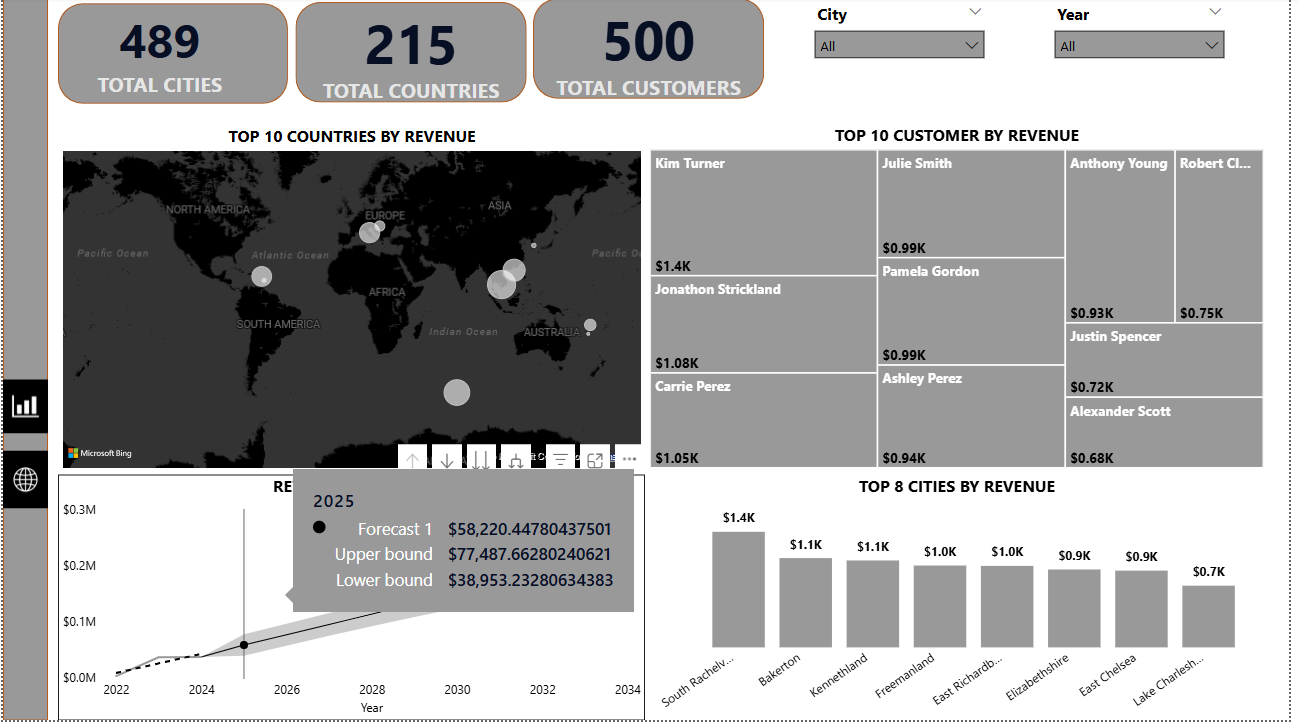 489
TOTAL CITIES
215
TOTAL COUNTRIES
500
TOTAL CUSTOMERS
City
All
Year
All
TOP 10 COUNTRIES BY REVENUE
NORTH AMERICA
EUROPE
ASIA
Pacific Ocean
Atlantic Ocean
Pacific O
AFRICA
SOUTH AMERICA
Indian Ocean
AUSTRALIA
Microsoft Bing
TOP 10 CUSTOMER BY REVENUE
Kim Turner
$1.4K
Jonathon Strickland
$1.08K
Carrie Perez
$1.05K
Julie Smith
$0.99K
Pamela Gordon
$0.99K
Ashley Perez
$0.94K
Anthony Young
$0.93K
Robert Cl...
$0.75K
Justin Spencer
$0.72K
Alexander Scott
$0.68K
RE
$0.3M
$0.2M
$0.1M
$0.0M
2022 2024 2026 2028 2030 2032 2034
Year
2025
Forecast 1 $58,220.44780437501
Upper bound $77,487.66280240621
Lower bound $38,953.23280634383
TOP 8 CITIES BY REVENUE
$1.4K
$1.1K
$1.1K
$1.0K
$1.0K
$0.9K
$0.9K
$0.7K
South Rachelv...
Bakerton
Kennethland
Freemanland
East Richardb...
Elizabethshire
East Chelsea
Lake Charlesh...